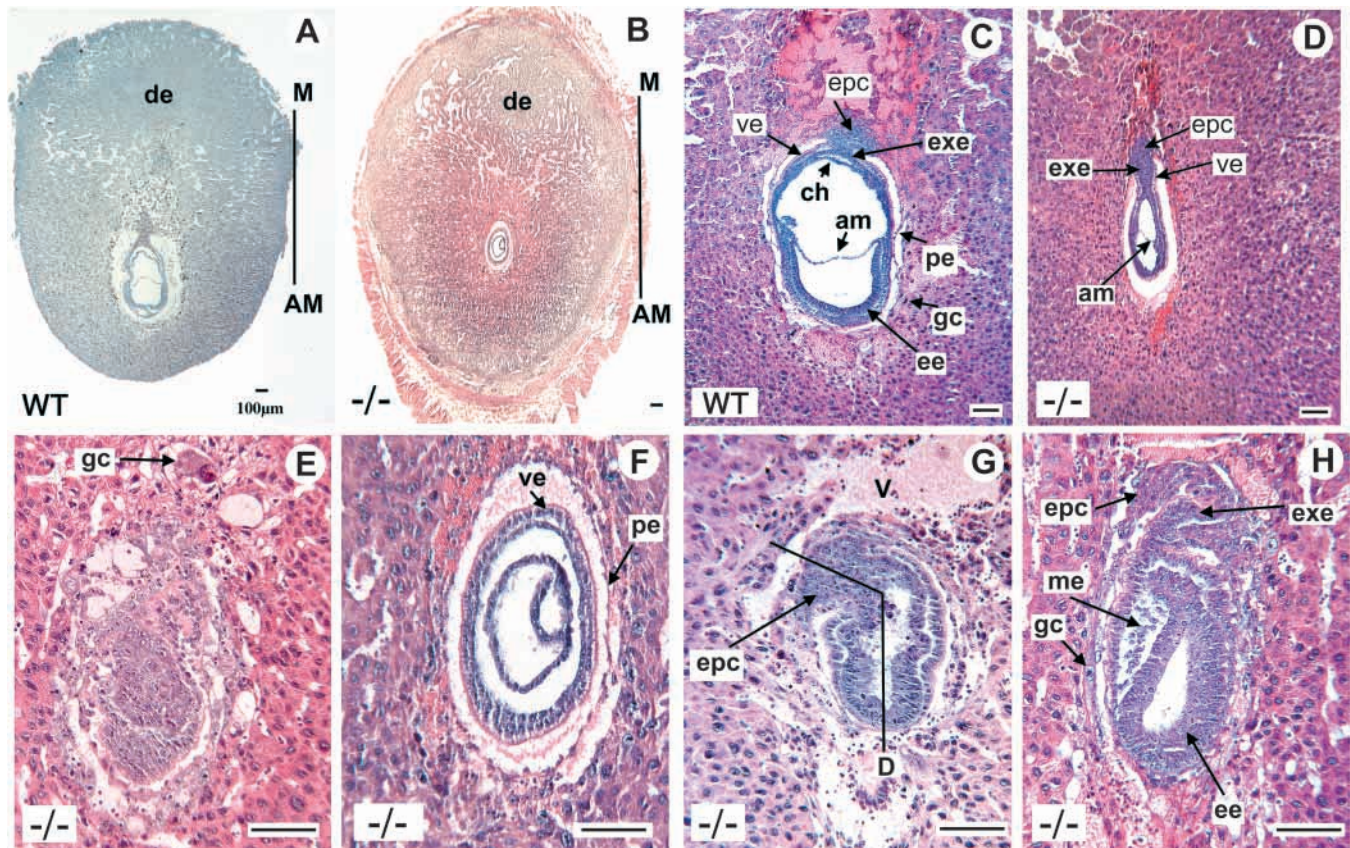 A
de
M
AM
WT
100μm
B
de
M
AM
-/-
C
epc
ve
exe
ch
am
pe
gc
ee
WT
D
epc
exe
ve
am
-/-
E
gc
-/-
F
ve
pe
-/-
G
V
epc
D
-/-
H
epc
exe
me
gc
ee
-/-